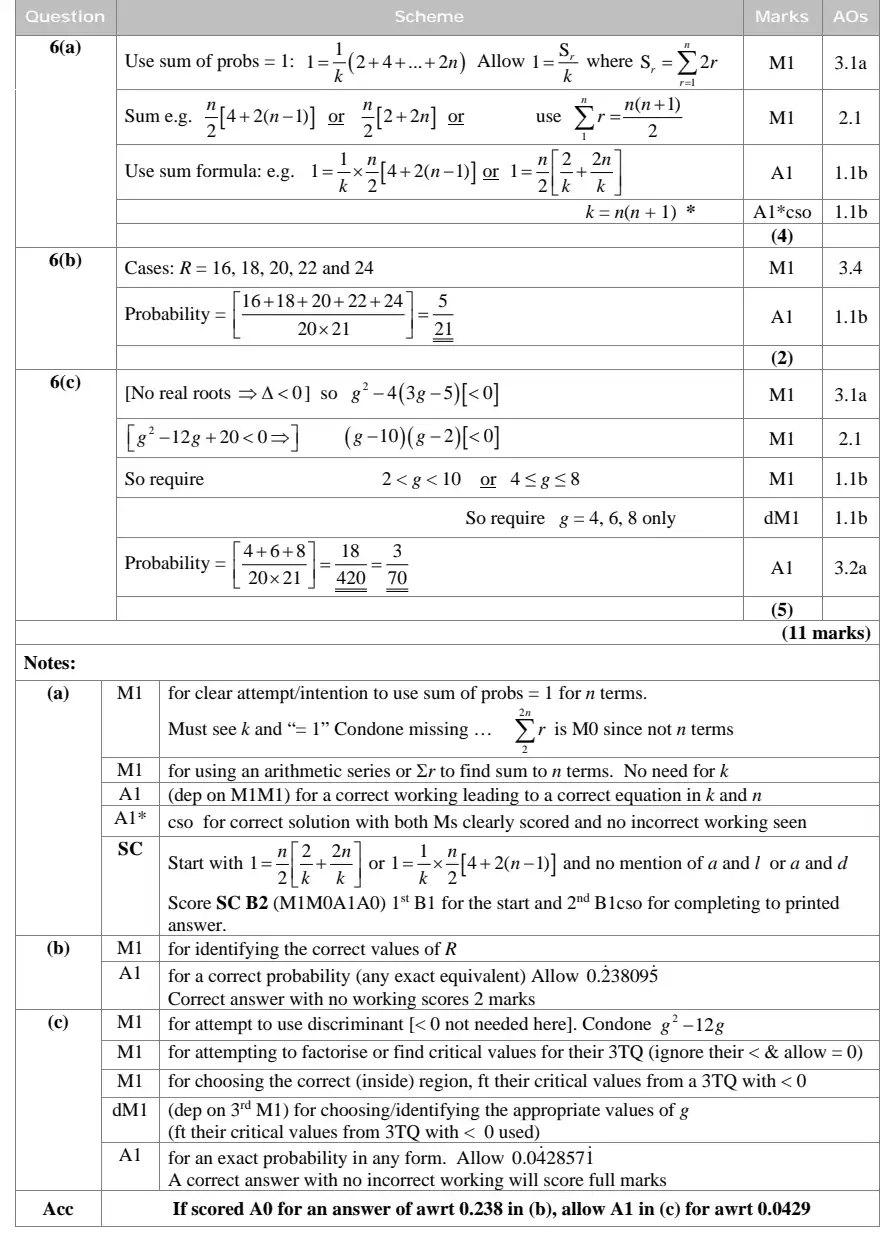 Question Scheme Marks AOs
6(a) Use sum of probs = 1: 1 = 1/k (2 + 4 + ... + 2n) Allow 1 = S_r/k where S_r = ∑_{r=1}^{n} 2r M1 3.1a
Sum e.g. n/2 [4 + 2(n − 1)] or n/2 [2 + 2n] or use ∑_{1}^{n} r = n(n + 1)/2 M1 2.1
Use sum formula: e.g. 1 = 1/k × n/2 [4 + 2(n − 1)] or 1 = n/2 [2/k + 2n/k] A1 1.1b
k = n(n + 1) * A1*cso 1.1b
(4)
6(b) Cases: R = 16, 18, 20, 22 and 24 M1 3.4
Probability = [(16 + 18 + 20 + 22 + 24)/(20 × 21)] = 5/21 A1 1.1b
(2)
6(c) [No real roots ⇒ Δ < 0] so g² − 4(3g − 5)[< 0] M1 3.1a
[g² − 12g + 20 < 0 ⇒] (g − 10)(g − 2)[< 0] M1 2.1
So require 2 < g < 10 or 4 ≤ g ≤ 8 M1 1.1b
So require g = 4, 6, 8 only dM1 1.1b
Probability = [(4 + 6 + 8)/(20 × 21)] = 18/420 = 3/70 A1 3.2a
(5)
(11 marks)
Notes:
(a) M1 for clear attempt/intention to use sum of probs = 1 for n terms.
Must see k and “= 1” Condone missing … ∑_{2}^{2n} r is M0 since not n terms
M1 for using an arithmetic series or Σr to find sum to n terms. No need for k
A1 (dep on M1M1) for a correct working leading to a correct equation in k and n
A1* cso for correct solution with both Ms clearly scored and no incorrect working seen
SC Start with 1 = n/2 [2/k + 2n/k] or 1 = 1/k × n/2 [4 + 2(n − 1)] and no mention of a and l or a and d
Score SC B2 (M1M0A1A0) 1st B1 for the start and 2nd B1cso for completing to printed
answer.
(b) M1 for identifying the correct values of R
A1 for a correct probability (any exact equivalent) Allow 0.2̇38095̇
Correct answer with no working scores 2 marks
(c) M1 for attempt to use discriminant [< 0 not needed here]. Condone g² − 12g
M1 for attempting to factorise or find critical values for their 3TQ (ignore their < & allow = 0)
M1 for choosing the correct (inside) region, ft their critical values from a 3TQ with < 0
dM1 (dep on 3rd M1) for choosing/identifying the appropriate values of g
(ft their critical values from 3TQ with < 0 used)
A1 for an exact probability in any form. Allow 0.04̇28571̇
A correct answer with no incorrect working will score full marks
Acc If scored A0 for an answer of awrt 0.238 in (b), allow A1 in (c) for awrt 0.0429